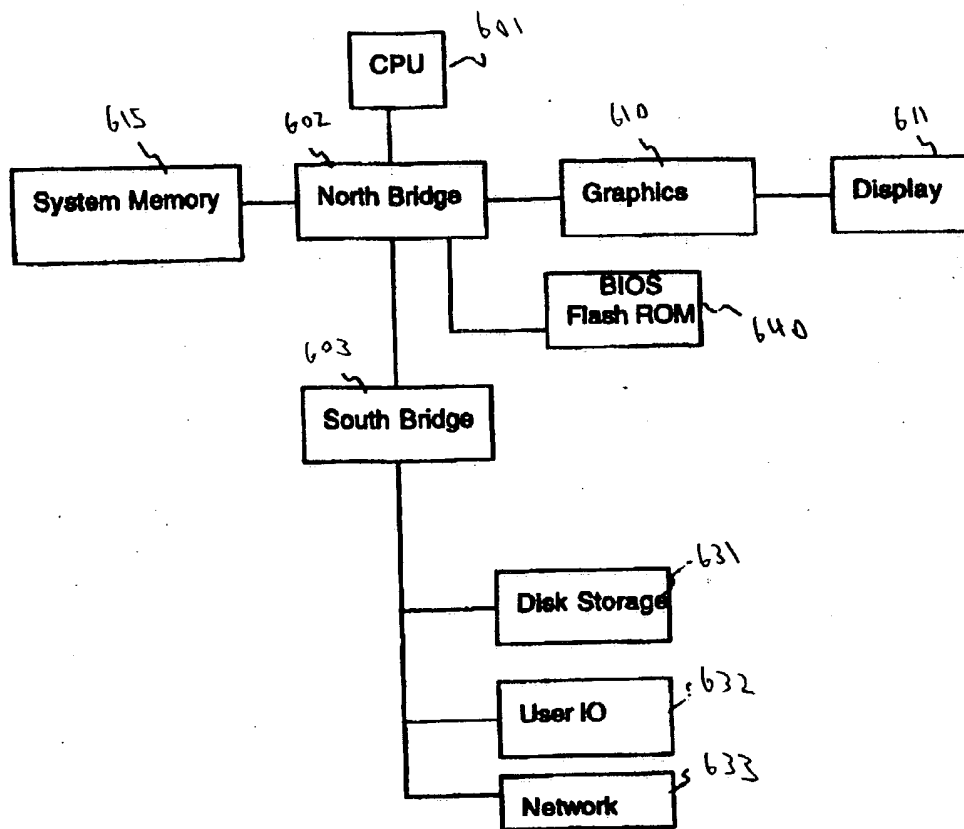 601
CPU
615
602
610
611
System Memory
North Bridge
Graphics
Display
BIOS
Flash ROM
640
603
South Bridge
631
Disk Storage
632
User IO
633
Network